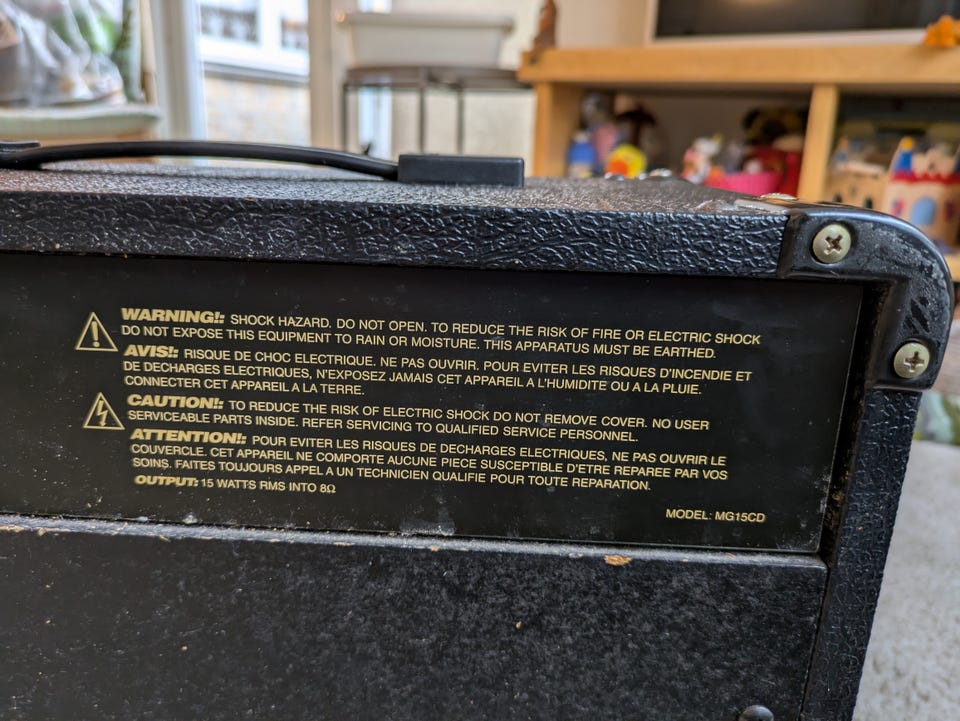 WARNING!: SHOCK HAZARD. DO NOT OPEN. TO REDUCE THE RISK OF FIRE OR ELECTRIC SHOCK
DO NOT EXPOSE THIS EQUIPMENT TO RAIN OR MOISTURE. THIS APPARATUS MUST BE EARTHED.
AVIS!: RISQUE DE CHOC ELECTRIQUE. NE PAS OUVRIR. POUR EVITER LES RISQUES D'INCENDIE ET
DE DECHARGES ELECTRIQUES, N'EXPOSEZ JAMAIS CET APPAREIL A L'HUMIDITE OU A LA PLUIE.
CONNECTER CET APPAREIL A LA TERRE.
CAUTION!: TO REDUCE THE RISK OF ELECTRIC SHOCK DO NOT REMOVE COVER. NO USER
SERVICEABLE PARTS INSIDE. REFER SERVICING TO QUALIFIED SERVICE PERSONNEL.
ATTENTION!: POUR EVITER LES RISQUES DE DECHARGES ELECTRIQUES, NE PAS OUVRIR LE
COUVERCLE. CET APPAREIL NE COMPORTE AUCUNE PIECE SUSCEPTIBLE D'ETRE REPAREE PAR VOS
SOINS. FAITES TOUJOURS APPEL A UN TECHNICIEN QUALIFIE POUR TOUTE REPARATION.
OUTPUT: 15 WATTS RMS INTO 8Ω
MODEL: MG15CD